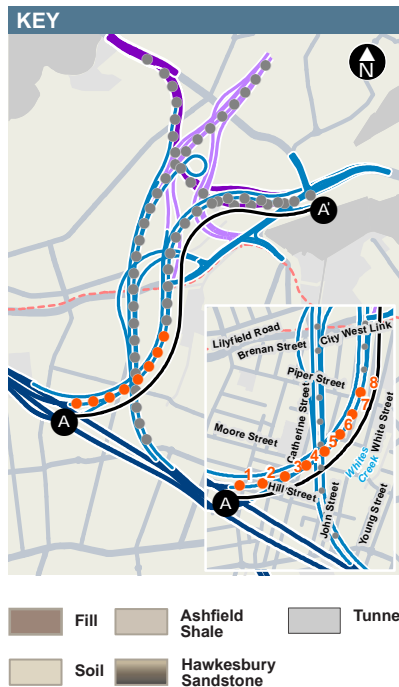 KEY
N
A'
A
Lilyfield Road
City West Link
Brenan Street
Piper Street
Catherine Street
Moore Street
1 2 3 4 5 6 7 8
Whites Creek
White Street
A
Hill Street
John Street
Young Street
Fill
Ashfield
Shale
Tunne
Soil
Hawkesbury
Sandstone